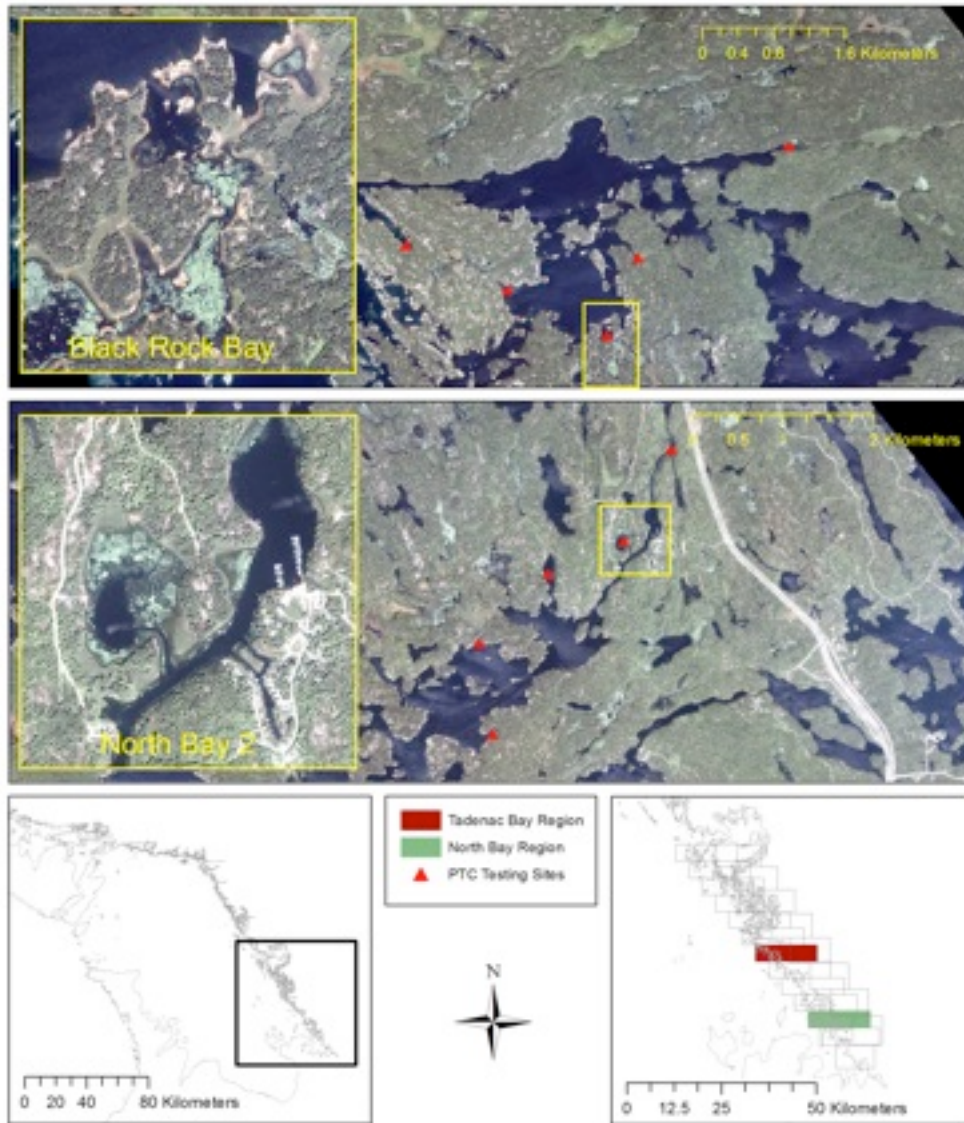 0 0.4 0.8 1.6 Kilometers
Black Rock Bay
0 0.5 1 2 Kilometers
North Bay 2
Tadenac Bay Region
North Bay Region
PTC Testing Sites
N
0 20 40 80 Kilometers
0 12.5 25 50 Kilometers